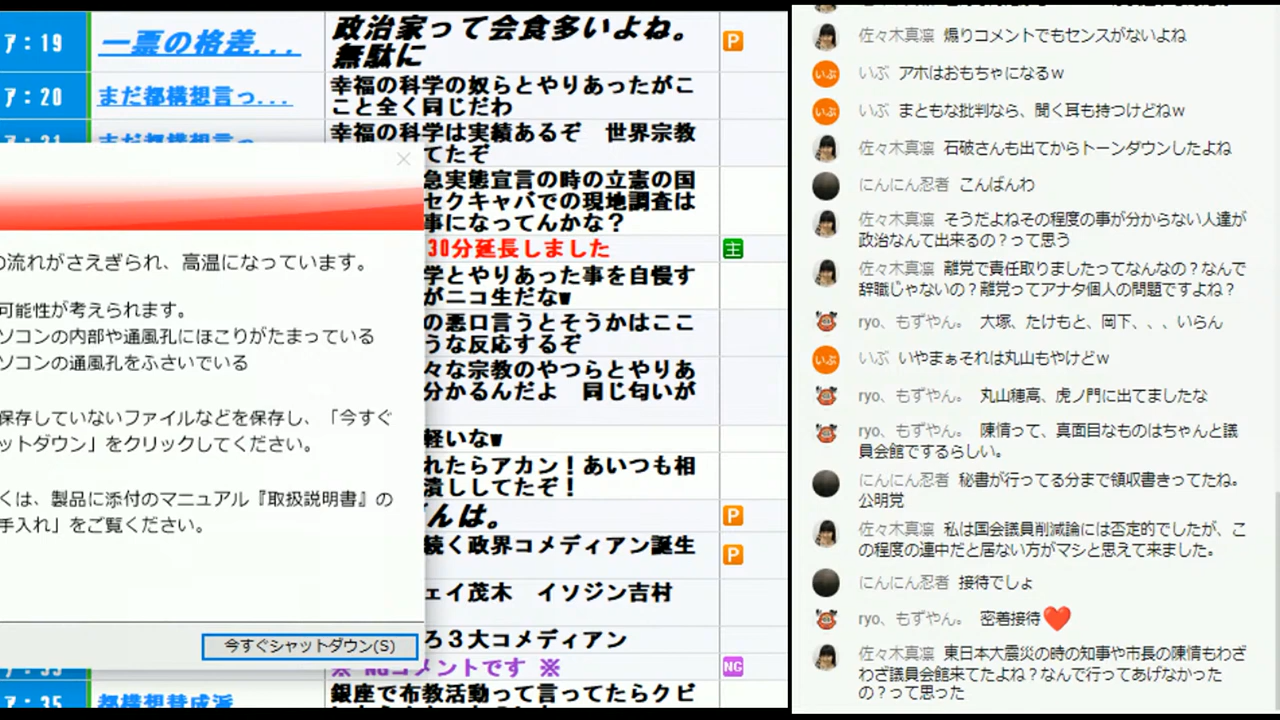 ア：19
一票の格差...
政治家って会食多いよね。
無駄に
P
ア：20
まだ都構想言っ...
幸福の科学の奴らとやりあったがこ
こと全く同じだわ
幸福の科学は実績あるぞ　世界宗教
てたぞ
急実態宣言の時の立憲の国
セクキャバでの現地調査は
事になってんかな？
30分延長しました
主
学とやりあった事を自慢す
がニコ生だなw
の悪口言うとそうかはここ
うな反応するぞ
々な宗教のやつらとやりあ
分かるんだよ　同じ匂いが
軽いなw
れたらアカン！あいつも相
潰ししてたぞ！
んは。
P
続く政界コメディアン誕生
P
ェイ茂木　イソジン吉村
ろ３大コメディアン
※ NGコメントです ※
NG
ア：35
都構想賛成派
銀座で布教活動って言ってたらクビ
の流れがさえぎられ、高温になっています。
可能性が考えられます。
ソコンの内部や通風孔にほこりがたまっている
ソコンの通風孔をふさいでいる
保存していないファイルなどを保存し、「今すぐ
ットダウン」をクリックしてください。
くは、製品に添付のマニュアル『取扱説明書』の
手入れ」をご覧ください。
今すぐシャットダウン(S)
佐々木真凛 煽りコメントでもセンスがないよね
いぶ アホはおもちゃになるw
いぶ まともな批判なら、聞く耳も持つけどねw
佐々木真凛 石破さんも出てからトーンダウンしたよね
にんにん忍者 こんばんわ
佐々木真凛 そうだよねその程度の事が分からない人達が
政治なんて出来るの？って思う
佐々木真凛 離党で責任取りましたってなんなの？なんで
辞職じゃないの？離党ってアナタ個人の問題ですよね？
ryo、もずやん。 大塚、たけもと、岡下、、、いらん
いぶ いやまぁそれは丸山もやけどw
ryo、もずやん。 丸山穂高、虎ノ門に出てましたな
ryo、もずやん。 陳情って、真面目なものはちゃんと議
員会館でするらしい。
にんにん忍者 秘書が行ってる分まで領収書きってたね。
公明党
佐々木真凛 私は国会議員削減論には否定的でしたが、こ
の程度の連中だと居ない方がマシと思えて来ました。
にんにん忍者 接待でしょ
ryo、もずやん。 密着接待❤️
佐々木真凛 東日本大震災の時の知事や市長の陳情もわざ
わざ議員会館来てたよね？なんで行ってあげなかった
の？って思った